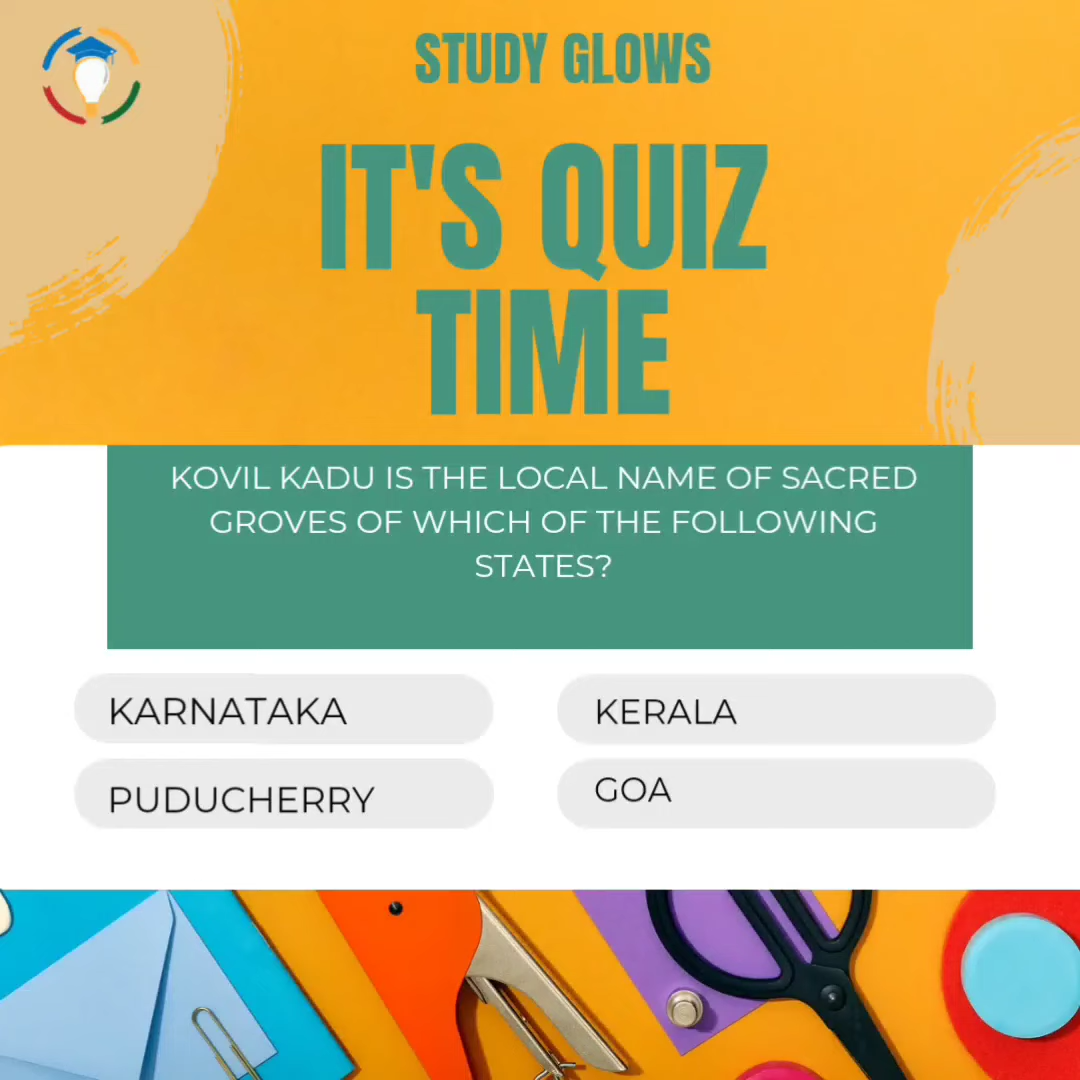 STUDY GLOWS
IT'S QUIZ
TIME
KOVIL KADU IS THE LOCAL NAME OF SACRED
GROVES OF WHICH OF THE FOLLOWING
STATES?
KARNATAKA
KERALA
PUDUCHERRY
GOA